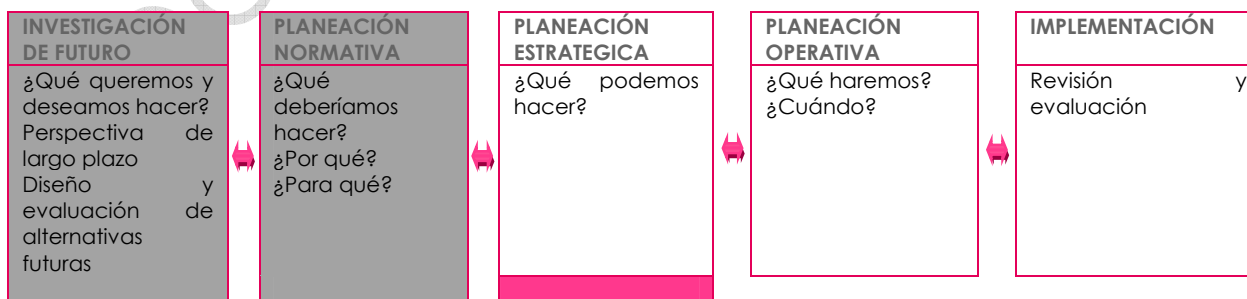 INVESTIGACIÓN
DE FUTURO
¿Qué queremos y
deseamos hacer?
Perspectiva de
largo plazo
Diseño y
evaluación de
alternativas
futuras
PLANEACIÓN
NORMATIVA
¿Qué
deberíamos
hacer?
¿Por qué?
¿Para qué?
PLANEACIÓN
ESTRATEGICA
¿Qué podemos
hacer?
PLANEACIÓN
OPERATIVA
¿Qué haremos?
¿Cuándo?
IMPLEMENTACIÓN
Revisión y
evaluación